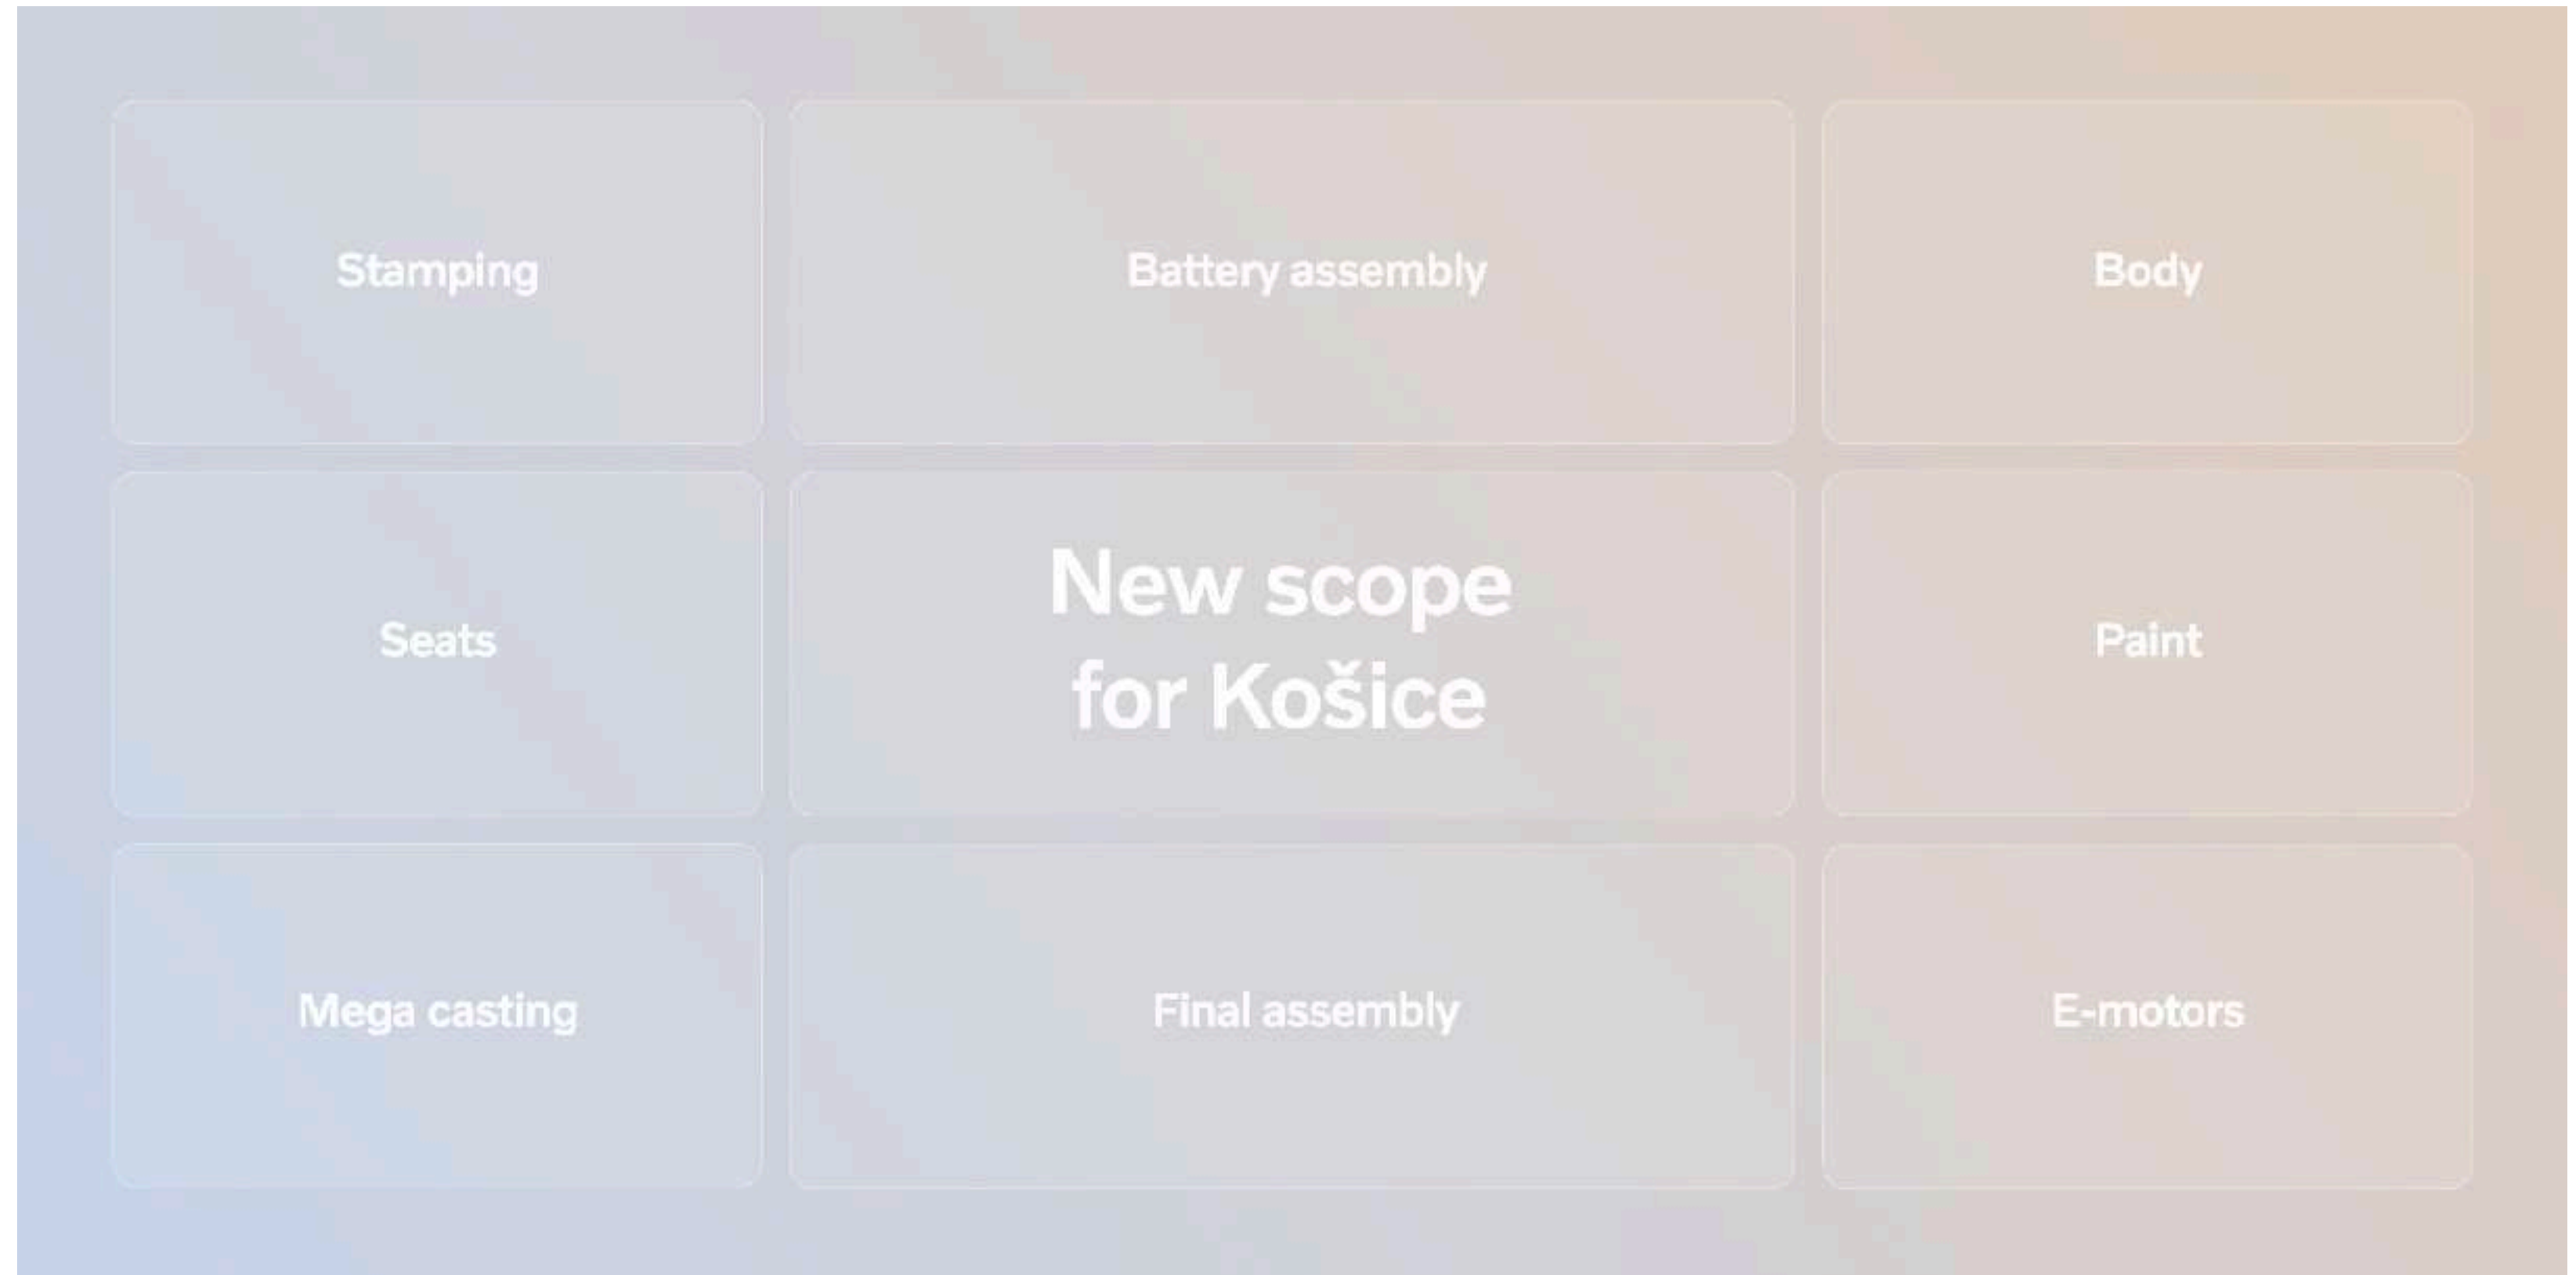 Stamping
Battery assembly
Body
Seats
New scope
for Košice
Paint
Mega casting
Final assembly
E-motors